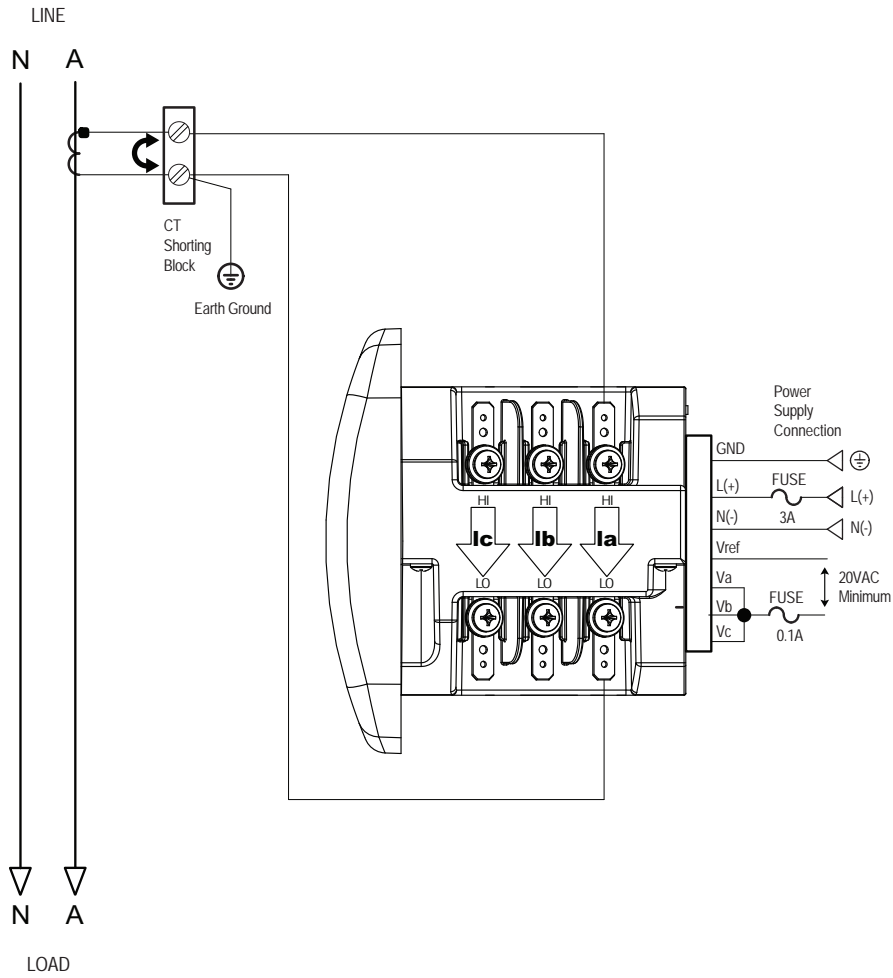 LINE
N A
CT
Shorting
Block
Earth Ground
Power
Supply
Connection
GND
L(+) FUSE L(+)
3A
N(-) N(-)
Vref
HI HI HI
Ic Ib Ia
LO LO LO
Va
Vb
Vc
FUSE
0.1A
20VAC
Minimum
N A
LOAD